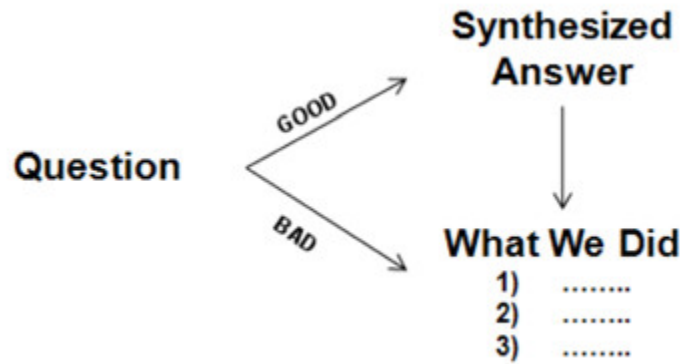 Synthesized
Answer
GOOD
Question
BAD
What We Did
1) ........
2) ........
3) ........